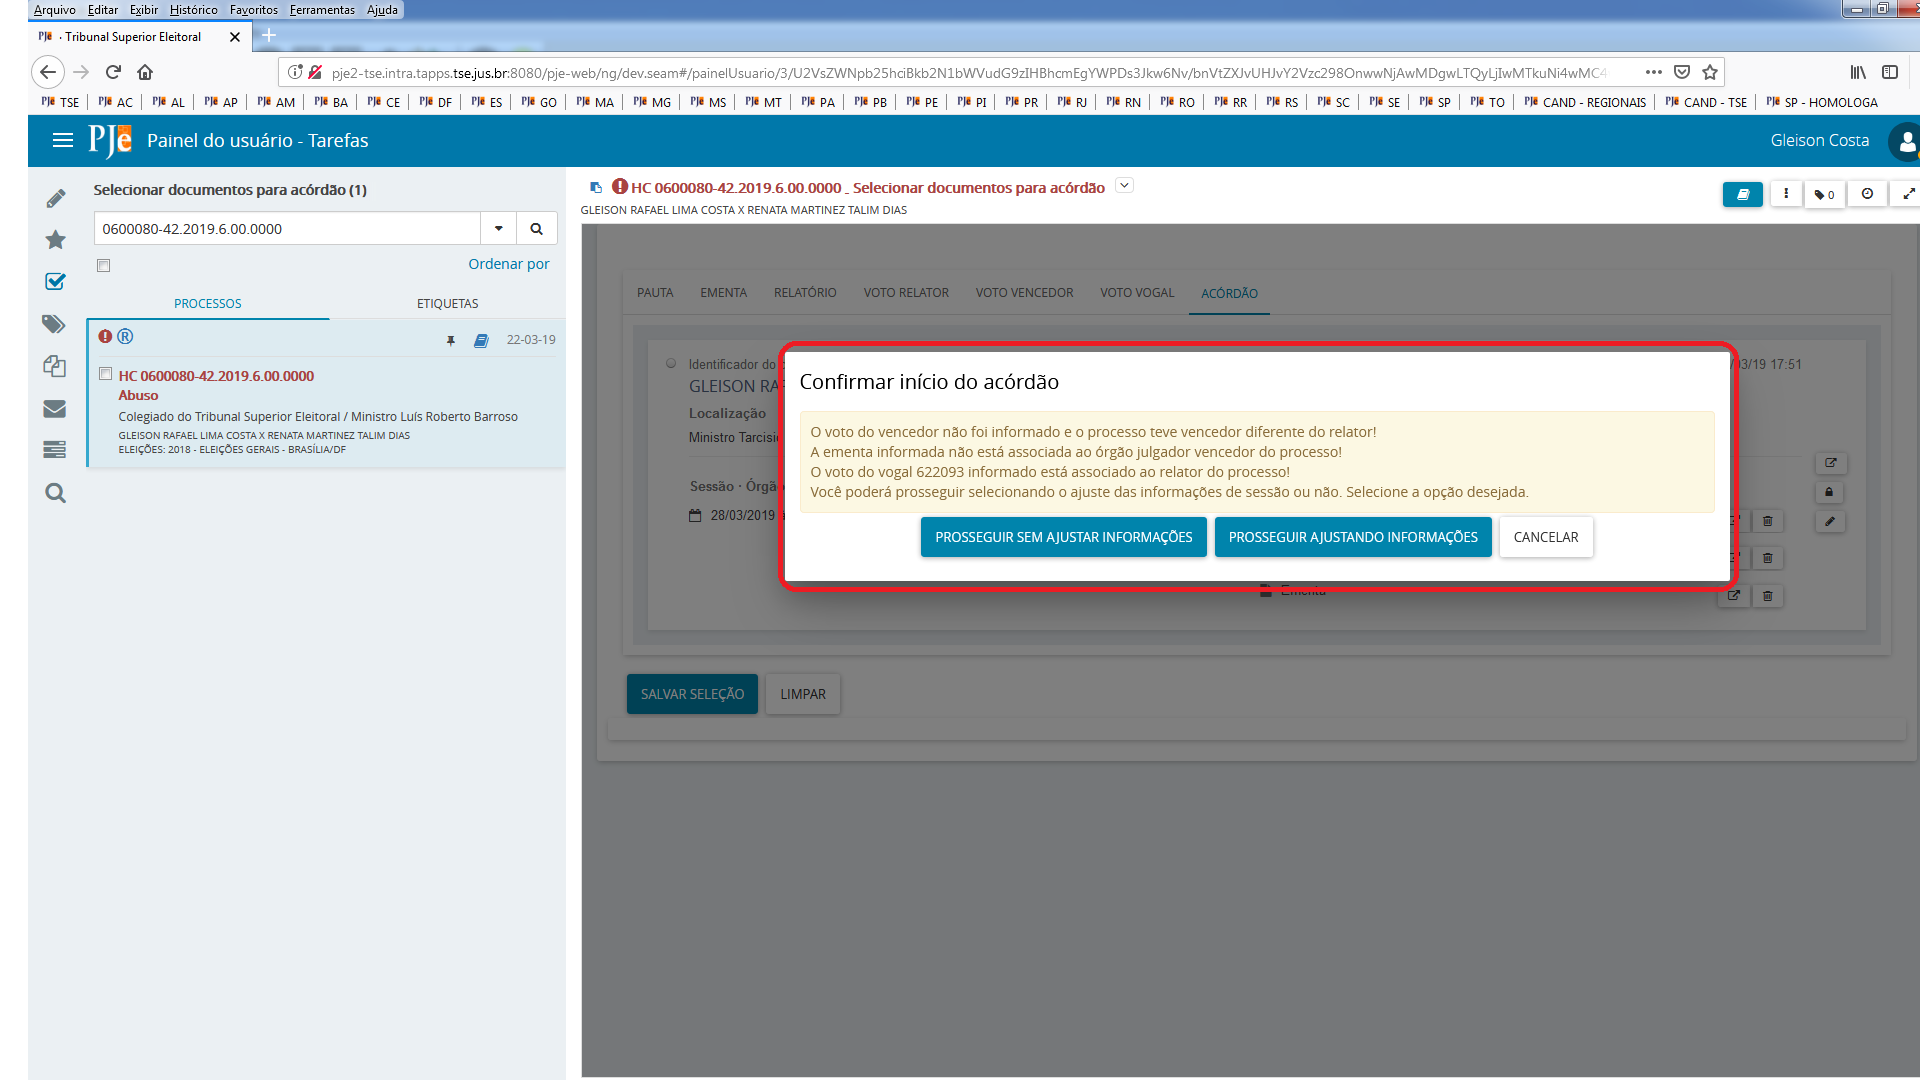 Arquivo Editar Exibir Histórico Favoritos Ferramentas Ajuda
PJe · Tribunal Superior Eleitoral
pje2-tse.intra.tapps.tse.jus.br:8080/pje-web/ng/dev.seam#/painelUsuario/3/
PJe TSE PJe AC PJe AL PJe AP PJe AM PJe BA PJe CE PJe DF PJe ES PJe GO PJe MA PJe MG PJe MS PJe MT PJe PA PJe PB PJe PE PJe PI PJe PR PJe RJ PJe RN PJe RO PJe RR PJe RS PJe SC PJe SE PJe SP PJe TO PJe CAND - REGIONAIS PJe CAND - TSE PJe SP - HOMOLOGA
PJe Painel do usuário - Tarefas
Gleison Costa
Selecionar documentos para acórdão (1)
0600080-42.2019.6.00.0000
Ordenar por
PROCESSOS ETIQUETAS
R 22-03-19
HC 0600080-42.2019.6.00.0000
Abuso
Colegiado do Tribunal Superior Eleitoral / Ministro Luís Roberto Barroso
GLEISON RAFAEL LIMA COSTA X RENATA MARTINEZ TALIM DIAS
ELEIÇÕES: 2018 - ELEIÇÕES GERAIS - BRASÍLIA/DF
HC 0600080-42.2019.6.00.0000 _ Selecionar documentos para acórdão
GLEISON RAFAEL LIMA COSTA X RENATA MARTINEZ TALIM DIAS
0
PAUTA EMENTA RELATÓRIO VOTO RELATOR VOTO VENCEDOR VOTO VOGAL ACÓRDÃO
Identificador do
/03/19 17:51
GLEISON RA
Localização
Ministro Tarcisi
Sessão · Órgã
28/03/2019
Confirmar início do acórdão
O voto do vencedor não foi informado e o processo teve vencedor diferente do relator!
A ementa informada não está associada ao órgão julgador vencedor do processo!
O voto do vogal 622093 informado está associado ao relator do processo!
Você poderá prosseguir selecionando o ajuste das informações de sessão ou não. Selecione a opção desejada.
PROSSEGUIR SEM AJUSTAR INFORMAÇÕES PROSSEGUIR AJUSTANDO INFORMAÇÕES CANCELAR
Ementa
SALVAR SELEÇÃO LIMPAR